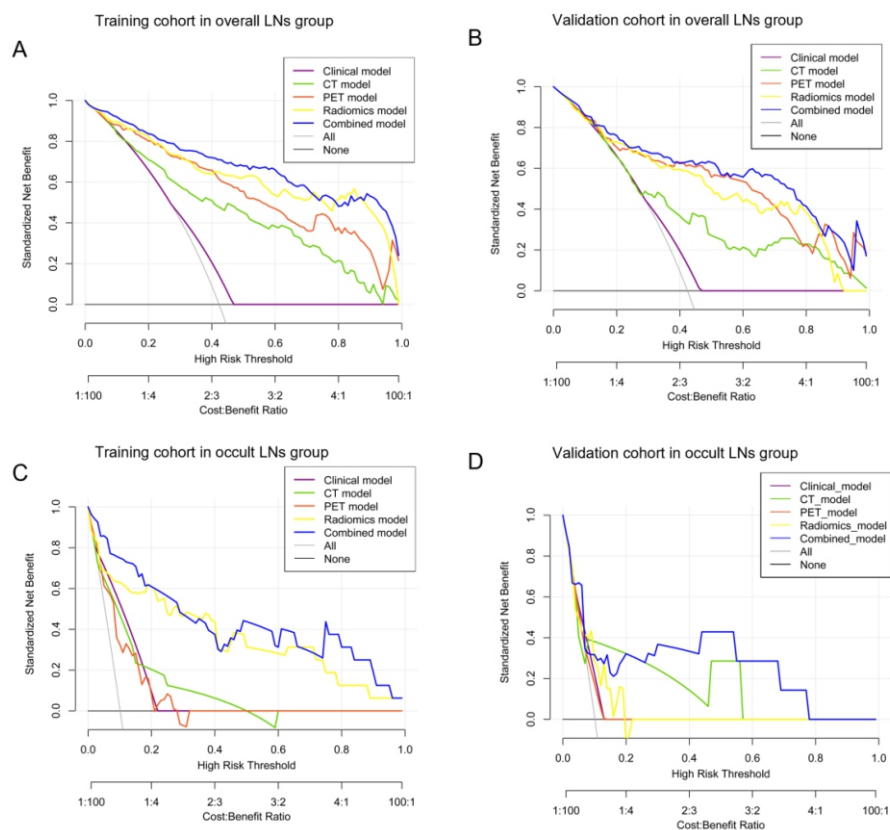 Training cohort in overall LNs group
A
Clinical model
CT model
PET model
Radiomics model
Combined model
All
None
Standardized Net Benefit
1.0
0.8
0.6
0.4
0.2
0.0
0.0 0.2 0.4 0.6 0.8 1.0
High Risk Threshold
1:100 1:4 2:3 3:2 4:1 100:1
Cost:Benefit Ratio
Validation cohort in overall LNs group
B
Clinical model
CT model
PET model
Radiomics model
Combined model
All
None
Standardized Net Benefit
1.0
0.8
0.6
0.4
0.2
0.0
0.0 0.2 0.4 0.6 0.8 1.0
High Risk Threshold
1:100 1:4 2:3 3:2 4:1 100:1
Cost:Benefit Ratio
Training cohort in occult LNs group
C
Clinical model
CT model
PET model
Radiomics model
Combined model
All
None
Standardized Net Benefit
1.0
0.8
0.6
0.4
0.2
0.0
0.0 0.2 0.4 0.6 0.8 1.0
High Risk Threshold
1:100 1:4 2:3 3:2 4:1 100:1
Cost:Benefit Ratio
Validation cohort in occult LNs group
D
Clinical_model
CT_model
PET_model
Radiomics_model
Combined_model
All
None
Standardized Net Benefit
1.0
0.8
0.6
0.4
0.2
0.0
0.0 0.2 0.4 0.6 0.8 1.0
High Risk Threshold
1:100 1:4 2:3 3:2 4:1 100:1
Cost:Benefit Ratio